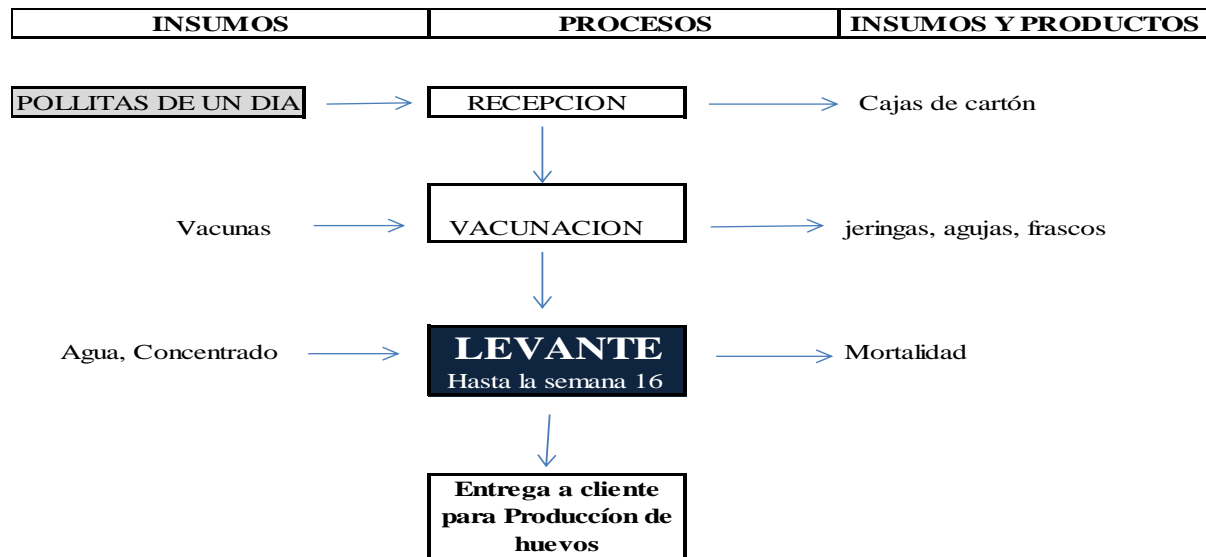 INSUMOS PROCESOS INSUMOS Y PRODUCTOS
POLLITAS DE UN DIA RECEPCION Cajas de cartón
Vacunas VACUNACION jeringas, agujas, frascos
Agua, Concentrado LEVANTE Mortalidad
Hasta la semana 16
Entrega a cliente
para Produccíon de
huevos